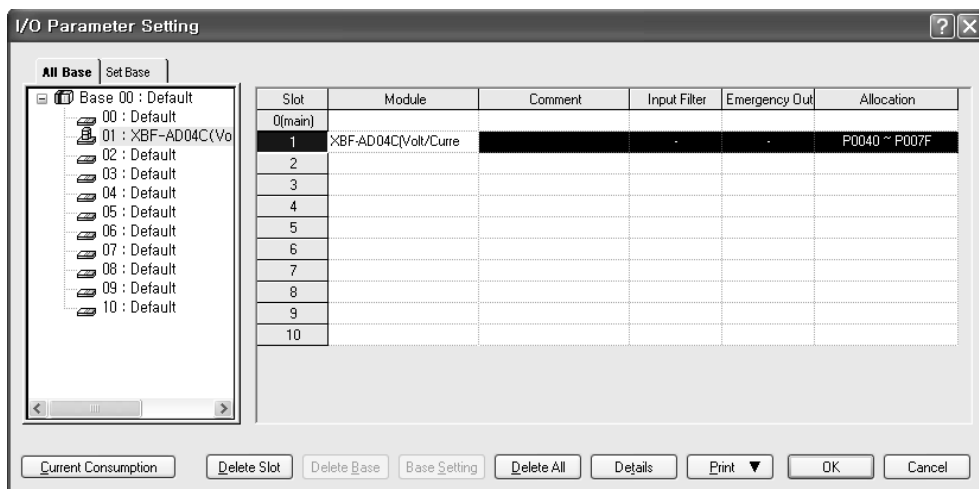 I/O Parameter Setting
All Base
Set Base
Base 00 : Default
00 : Default
01 : XBF-AD04C(Vo
02 : Default
03 : Default
04 : Default
05 : Default
06 : Default
07 : Default
08 : Default
09 : Default
10 : Default
Slot Module Comment Input Filter Emergency Out Allocation
0(main)
1 XBF-AD04C(Volt/Curre - - P0040 ~ P007F
2
3
4
5
6
7
8
9
10
Current Consumption Delete Slot Delete Base Base Setting Delete All Details Print ▼ OK Cancel